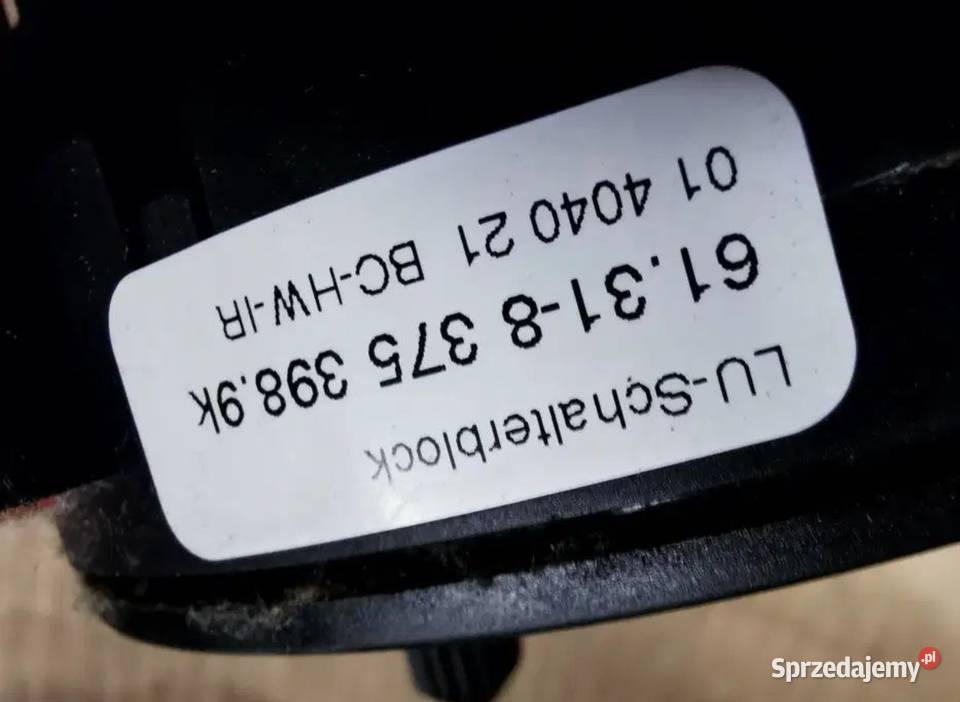 LU-Schalterblock
61.31-8 375 398.9k
01 4040 21 BC-HW-IR
Sprzedajemy.pl